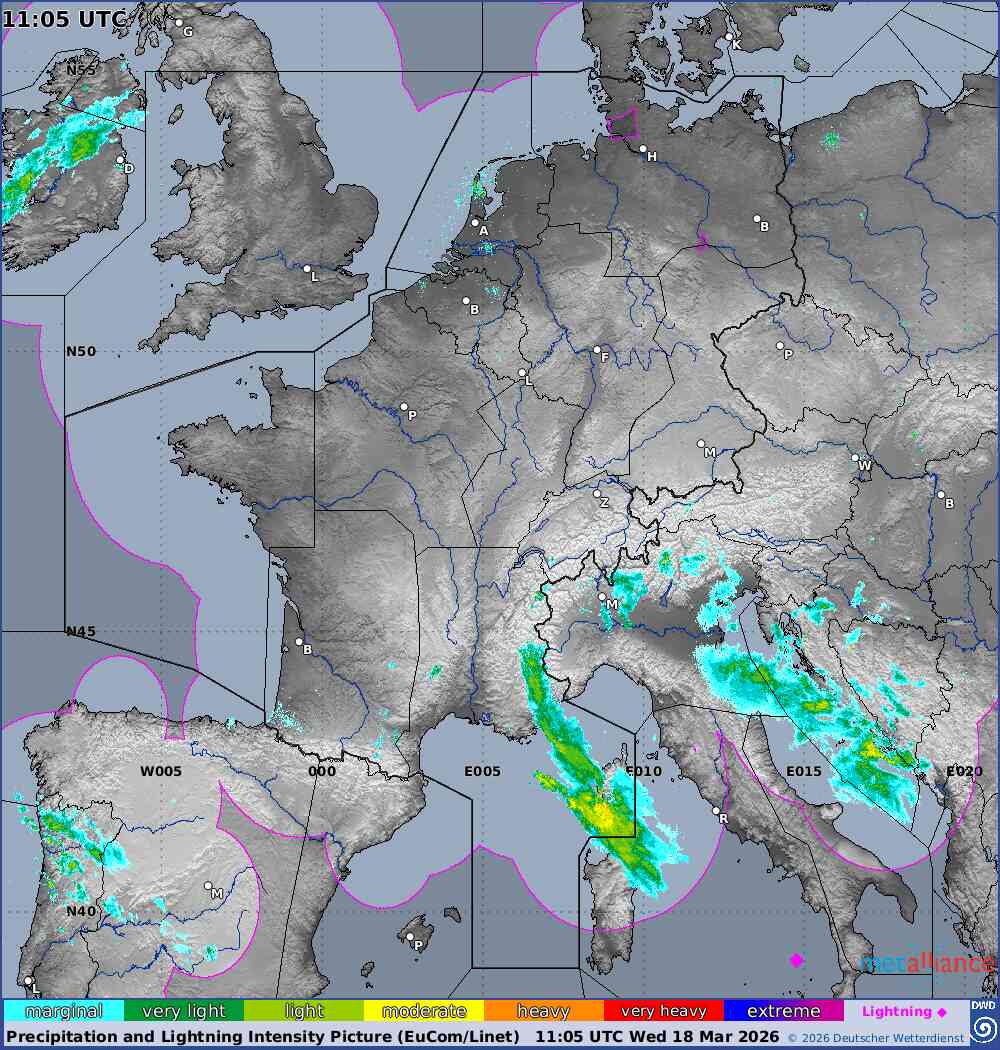 11:05 UTC
G
K
N55
D
H
A
B
L
B
N50
P
F
L
P
M
W
Z
B
M
N45
B
W005
000
E005
E010
E015
E020
R
M
N40
P
L
metalliance
marginal very light light moderate heavy very heavy extreme Lightning ◆
DWD
Precipitation and Lightning Intensity Picture (EuCom/Linet) 11:05 UTC Wed 18 Mar 2026 © 2026 Deutscher Wetterdienst